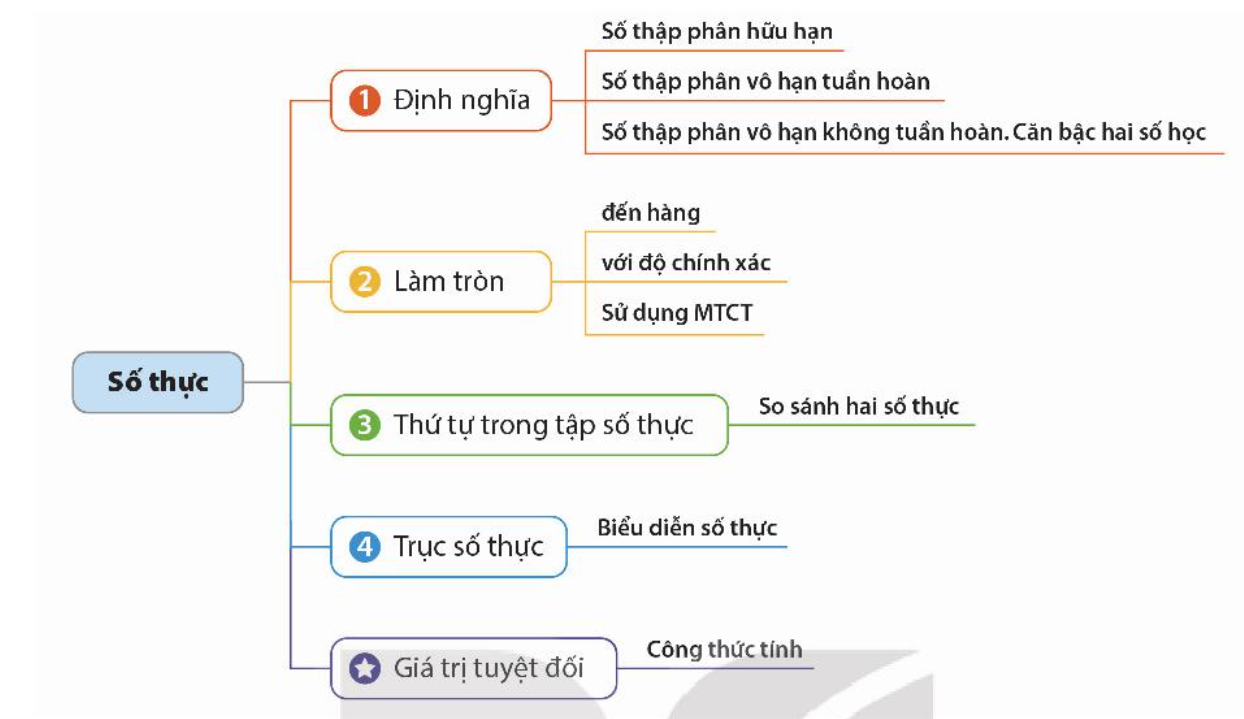 Số thập phân hữu hạn
1 Định nghĩa
Số thập phân vô hạn tuần hoàn
Số thập phân vô hạn không tuần hoàn. Căn bậc hai số học
đến hàng
2 Làm tròn
với độ chính xác
Sử dụng MTCT
Số thực
3 Thứ tự trong tập số thực
So sánh hai số thực
4 Trục số thực
Biểu diễn số thực
Giá trị tuyệt đối
Công thức tính